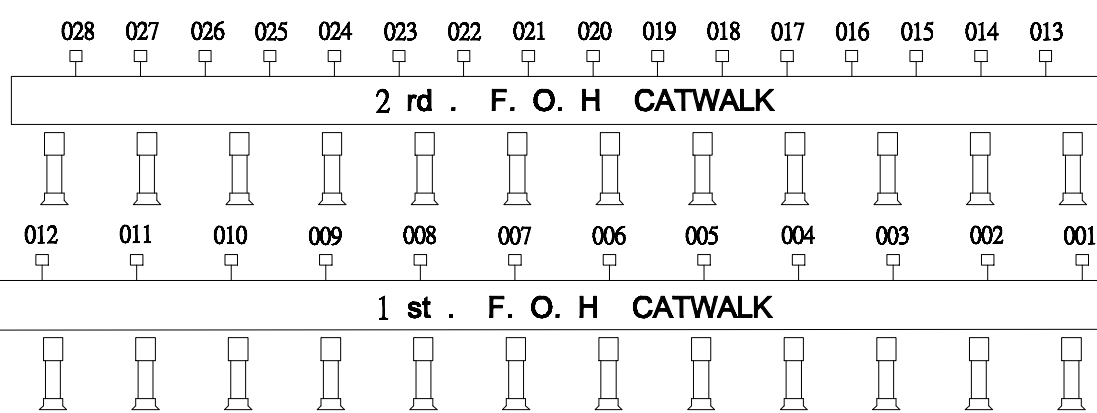 028 027 026 025 024 023 022 021 020 019 018 017 016 015 014 013
2 rd . F. O. H CATWALK
012 011 010 009 008 007 006 005 004 003 002 001
1 st . F. O. H CATWALK